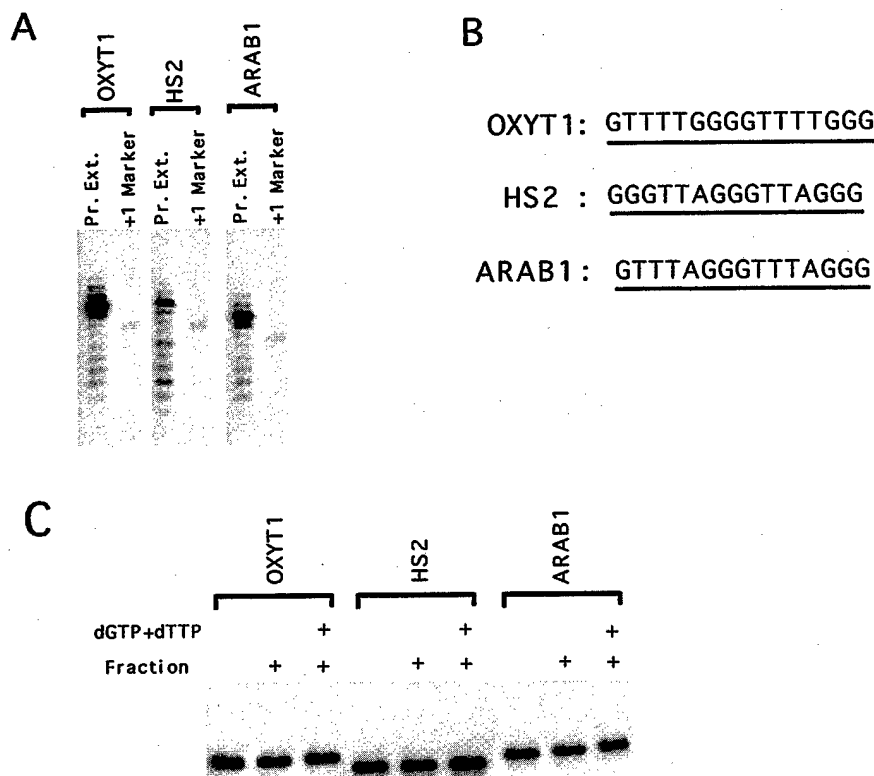 A
OXYT1
HS2
ARAB1
Pr. Ext.
+1 Marker
Pr. Ext.
+1 Marker
Pr. Ext.
+1 Marker
B
OXYT1: GTTTTGGGGTTTTGGG
HS2 : GGGTTAGGGTTAGGG
ARAB1: GTTTAGGGTTTAGGG
C
OXYT1
HS2
ARAB1
dGTP+dTTP + + +
Fraction + + + + + +